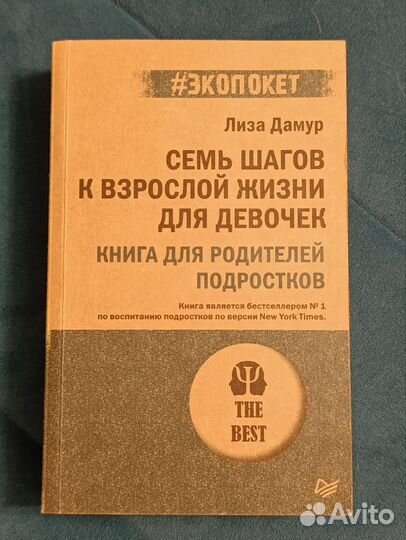 #ЭКОПОКЕТ
Лиза Дамур
СЕМЬ ШАГОВ
К ВЗРОСЛОЙ ЖИЗНИ
ДЛЯ ДЕВОЧЕК
КНИГА ДЛЯ РОДИТЕЛЕЙ
ПОДРОСТКОВ
Книга является бестселлером № 1
по воспитанию подростков по версии New York Times.
THE
BEST
Avito